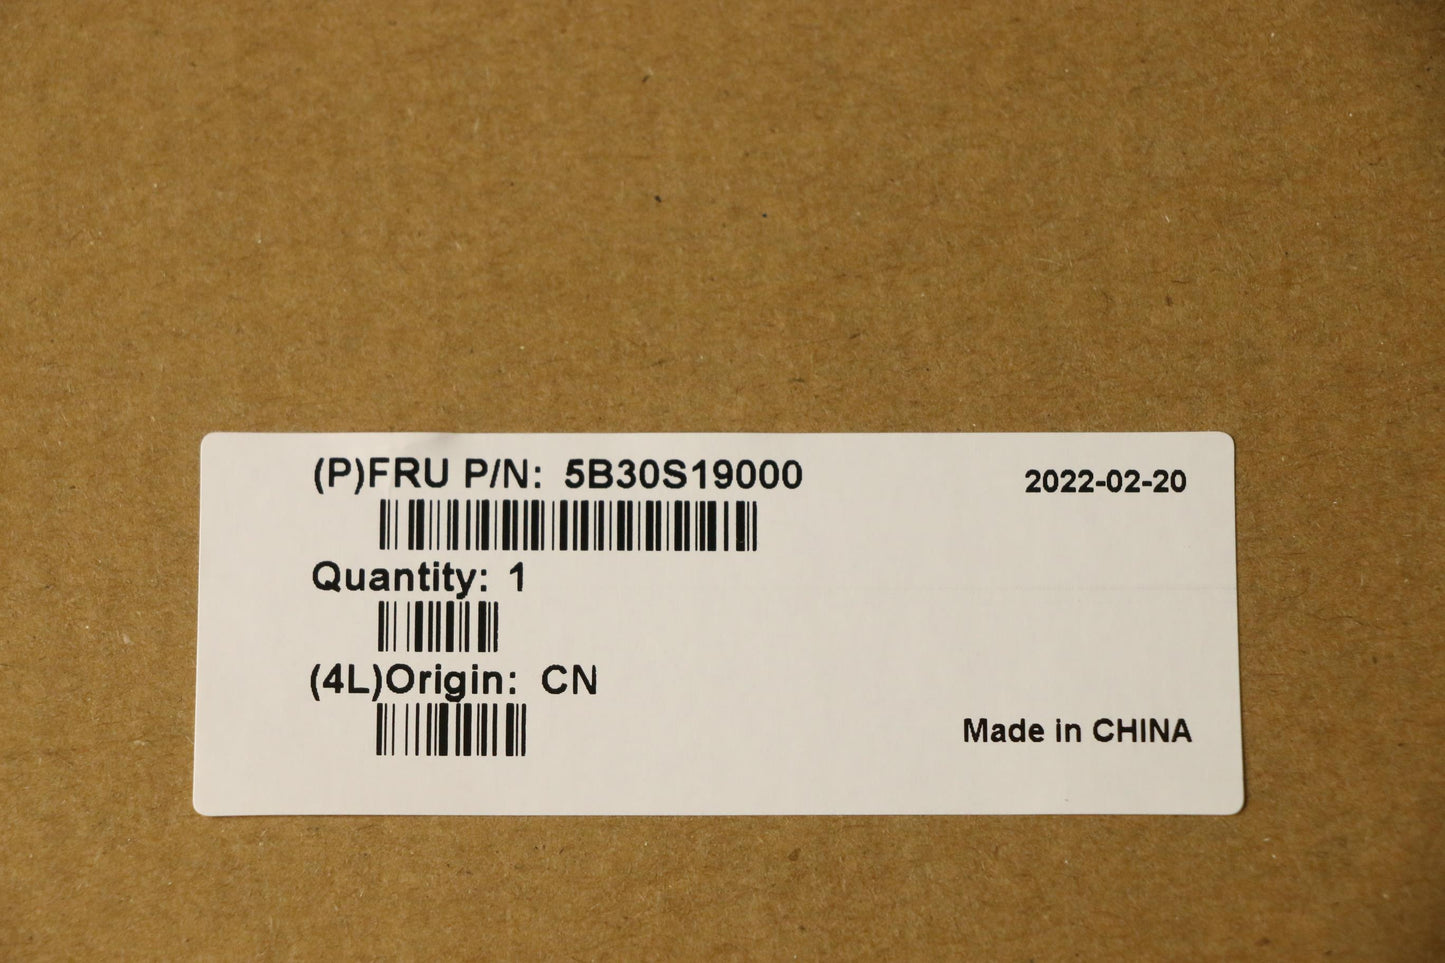 (P)FRU P/N: 5B30S19000
2022-02-20
Quantity: 1
(4L)Origin: CN
Made in CHINA